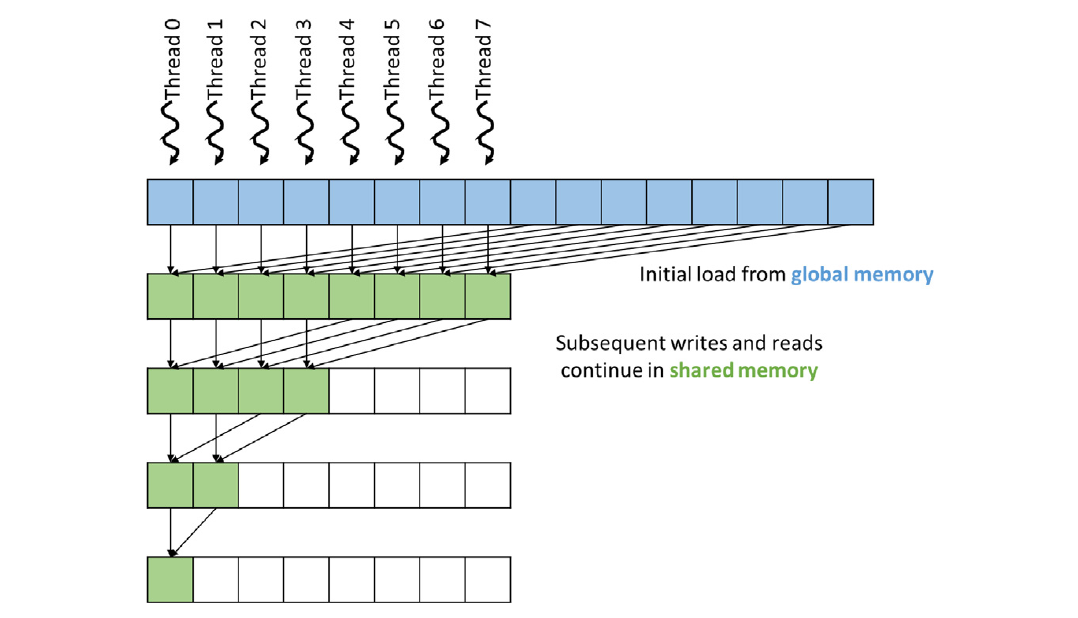 Thread 0
Thread 1
Thread 2
Thread 3
Thread 4
Thread 5
Thread 6
Thread 7
Initial load from global memory
Subsequent writes and reads
continue in shared memory